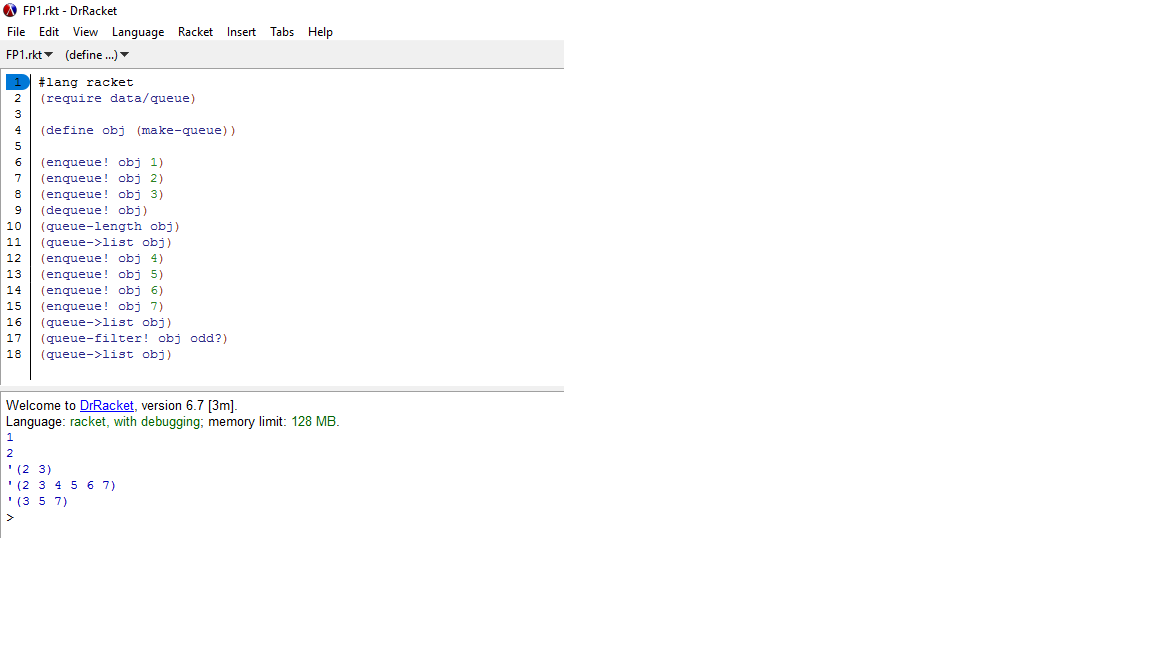 FP1.rkt - DrRacket
File Edit View Language Racket Insert Tabs Help
FP1.rkt▼ (define ...)▼
1 #lang racket
2 (require data/queue)
3
4 (define obj (make-queue))
5
6 (enqueue! obj 1)
7 (enqueue! obj 2)
8 (enqueue! obj 3)
9 (dequeue! obj)
10 (queue-length obj)
11 (queue->list obj)
12 (enqueue! obj 4)
13 (enqueue! obj 5)
14 (enqueue! obj 6)
15 (enqueue! obj 7)
16 (queue->list obj)
17 (queue-filter! obj odd?)
18 (queue->list obj)
Welcome to DrRacket, version 6.7 [3m].
Language: racket, with debugging; memory limit: 128 MB.
1
2
'(2 3)
'(2 3 4 5 6 7)
'(3 5 7)
>